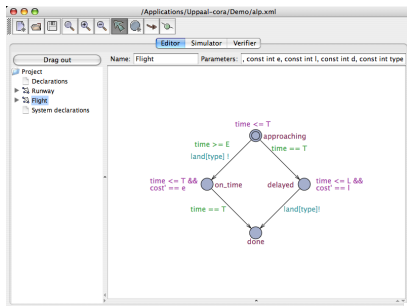 /Applications/Uppaal-cora/Demo/alp.xml
Editor Simulator Verifier
Drag out
Name: Flight Parameters: , const int e, const int l, const int d, const int type
Project
Declarations
Runway
Flight
System declarations
time <= T
approaching
time >= E
time == T
land[type] !
time <= T &&
cost' == e
on_time
delayed
time <= L &&
cost' == l
time == T
land[type]!
done